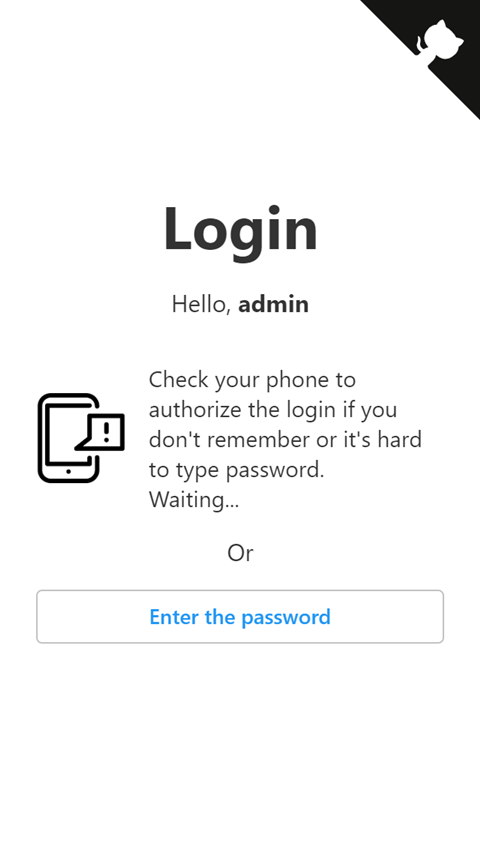 Login
Hello, admin
Check your phone to
authorize the login if you
don't remember or it's hard
to type password.
Waiting...
Or
Enter the password